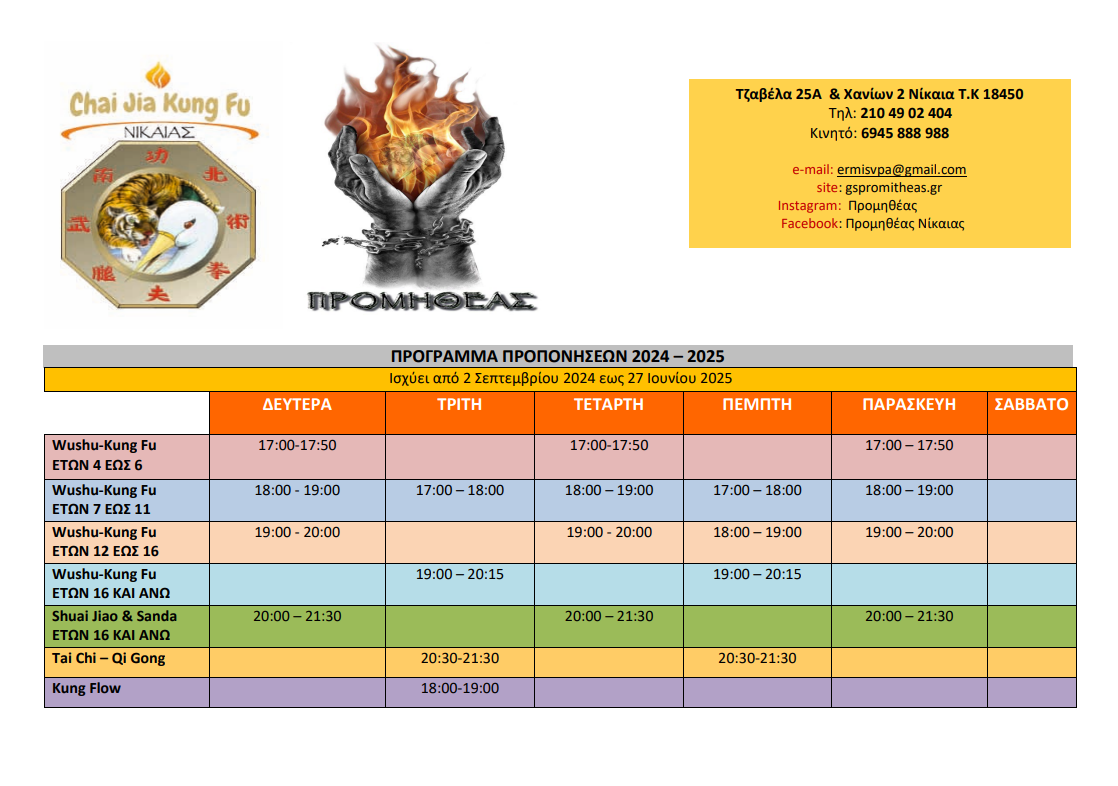 Chai Jia Kung Fu
ΝΙΚΑΙΑΣ
功
南 北
武 術
腿 拳
夫
ΠΡΟΜΗΘΕΑΣ
Τζαβέλα 25Α & Χανίων 2 Νίκαια Τ.Κ 18450
Τηλ: 210 49 02 404
Κινητό: 6945 888 988
e-mail: ermisvpa@gmail.com
site: gspromitheas.gr
Instagram: Προμηθέας
Facebook: Προμηθέας Νίκαιας
ΠΡΟΓΡΑΜΜΑ ΠΡΟΠΟΝΗΣΕΩΝ 2024 – 2025
Ισχύει από 2 Σεπτεμβρίου 2024 εως 27 Ιουνίου 2025
ΔΕΥΤΕΡΑ ΤΡΙΤΗ ΤΕΤΑΡΤΗ ΠΕΜΠΤΗ ΠΑΡΑΣΚΕΥΗ ΣΑΒΒΑΤΟ
Wushu-Kung Fu 17:00-17:50 17:00-17:50 17:00 – 17:50
ΕΤΩΝ 4 ΕΩΣ 6
Wushu-Kung Fu 18:00 - 19:00 17:00 – 18:00 18:00 – 19:00 17:00 – 18:00 18:00 – 19:00
ΕΤΩΝ 7 ΕΩΣ 11
Wushu-Kung Fu 19:00 - 20:00 19:00 - 20:00 18:00 – 19:00 19:00 – 20:00
ΕΤΩΝ 12 ΕΩΣ 16
Wushu-Kung Fu 19:00 – 20:15 19:00 – 20:15
ΕΤΩΝ 16 ΚΑΙ ΑΝΩ
Shuai Jiao & Sanda 20:00 – 21:30 20:00 – 21:30 20:00 – 21:30
ΕΤΩΝ 16 ΚΑΙ ΑΝΩ
Tai Chi – Qi Gong 20:30-21:30 20:30-21:30
Kung Flow 18:00-19:00